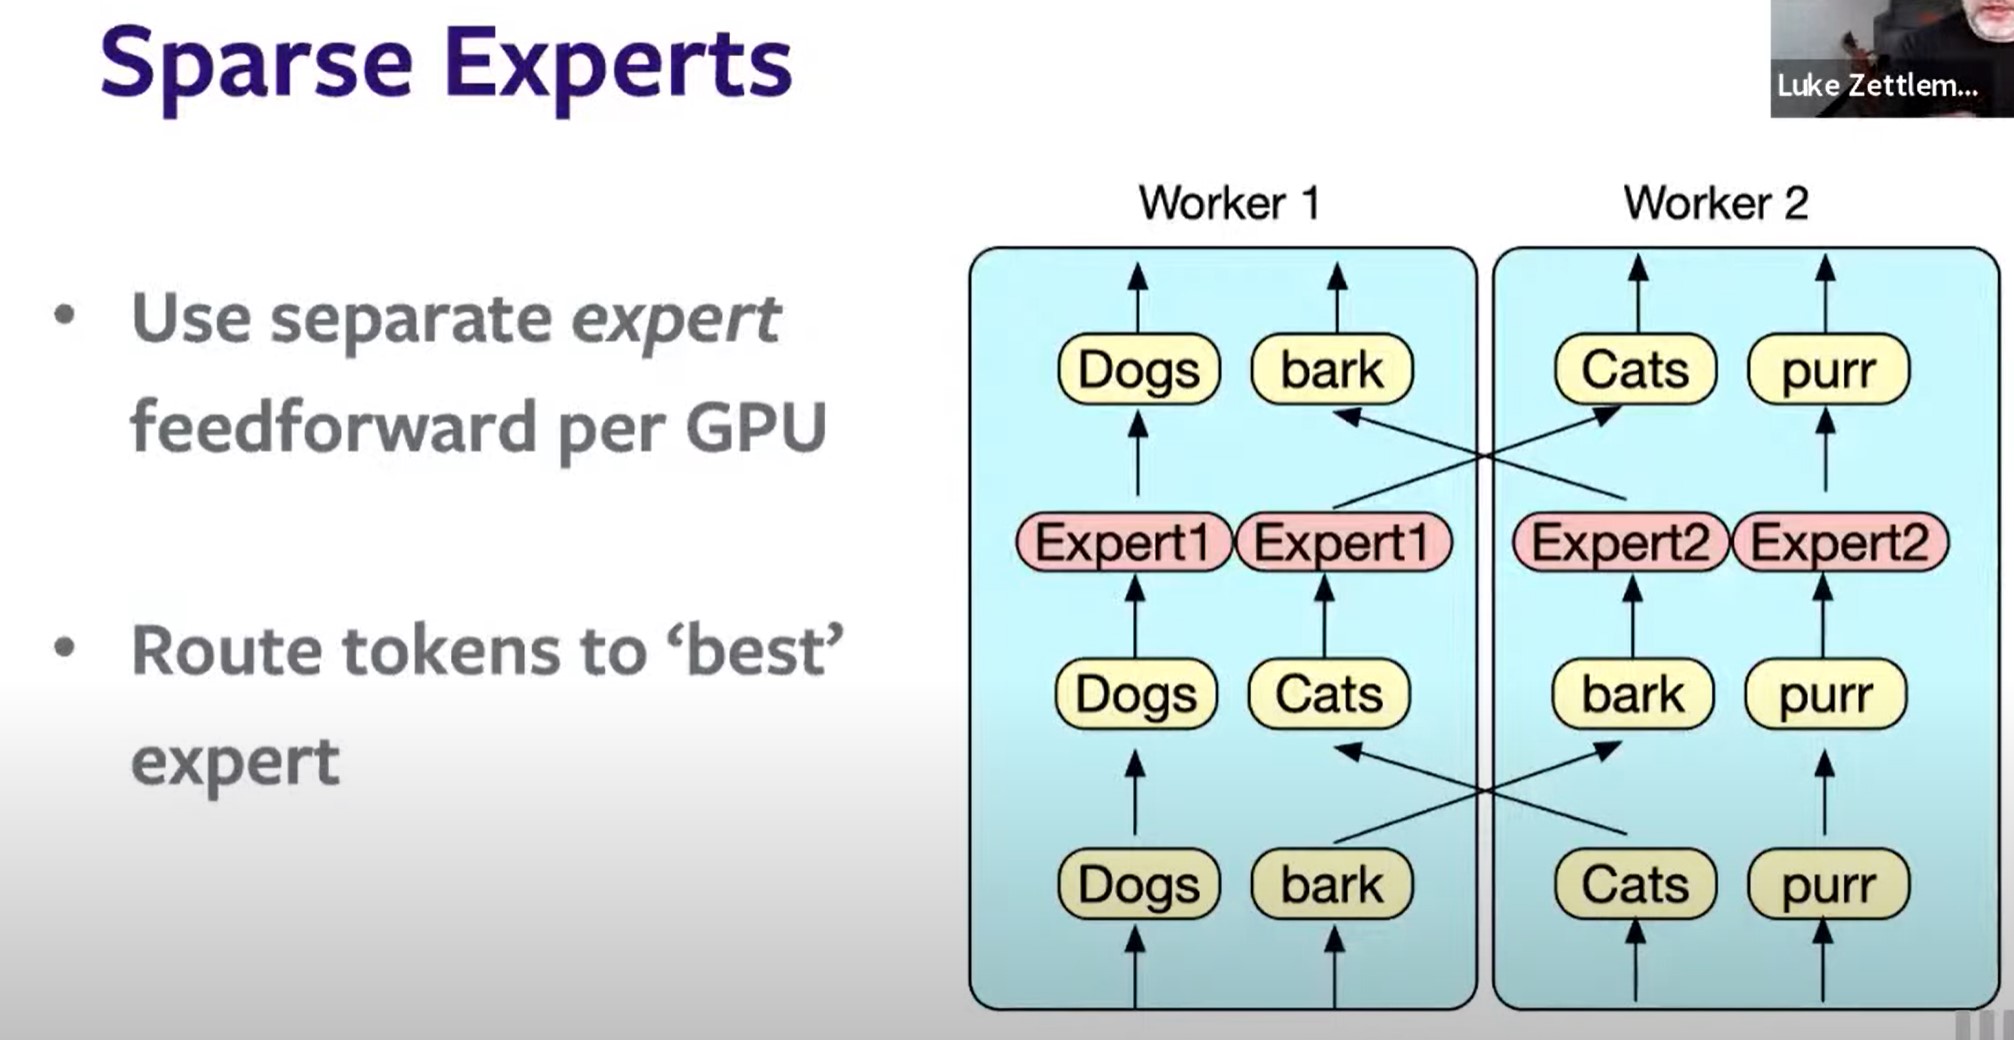 Sparse Experts
Luke Zettlem...
• Use separate expert
feedforward per GPU
• Route tokens to ‘best’
expert
Worker 1
Worker 2
Dogs bark Cats purr
Expert1 Expert1 Expert2 Expert2
Dogs Cats bark purr
Dogs bark Cats purr